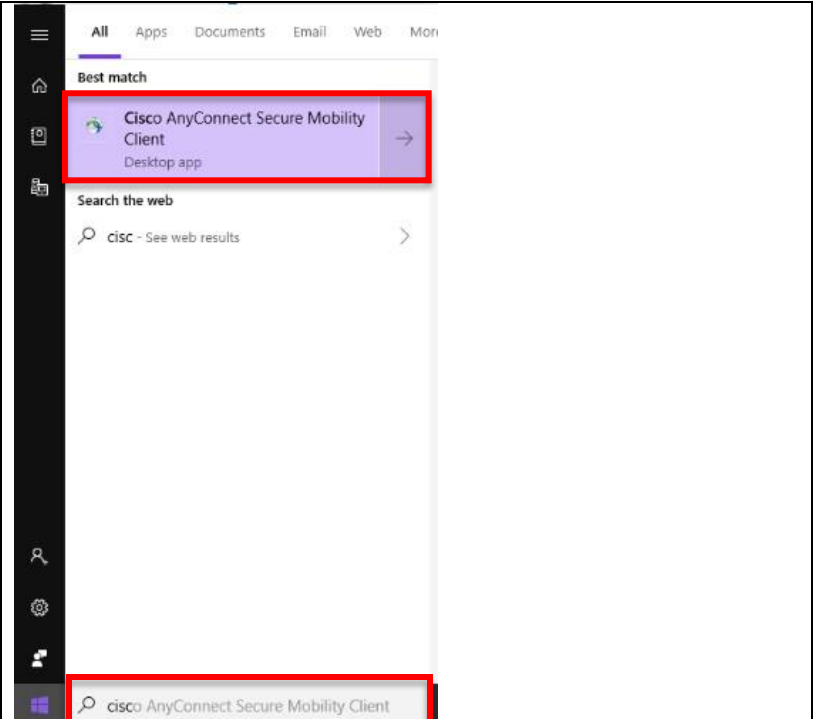 All Apps Documents Email Web Mor
Best match
Cisco AnyConnect Secure Mobility
Client
Desktop app
Search the web
cisc - See web results
cisco AnyConnect Secure Mobility Client